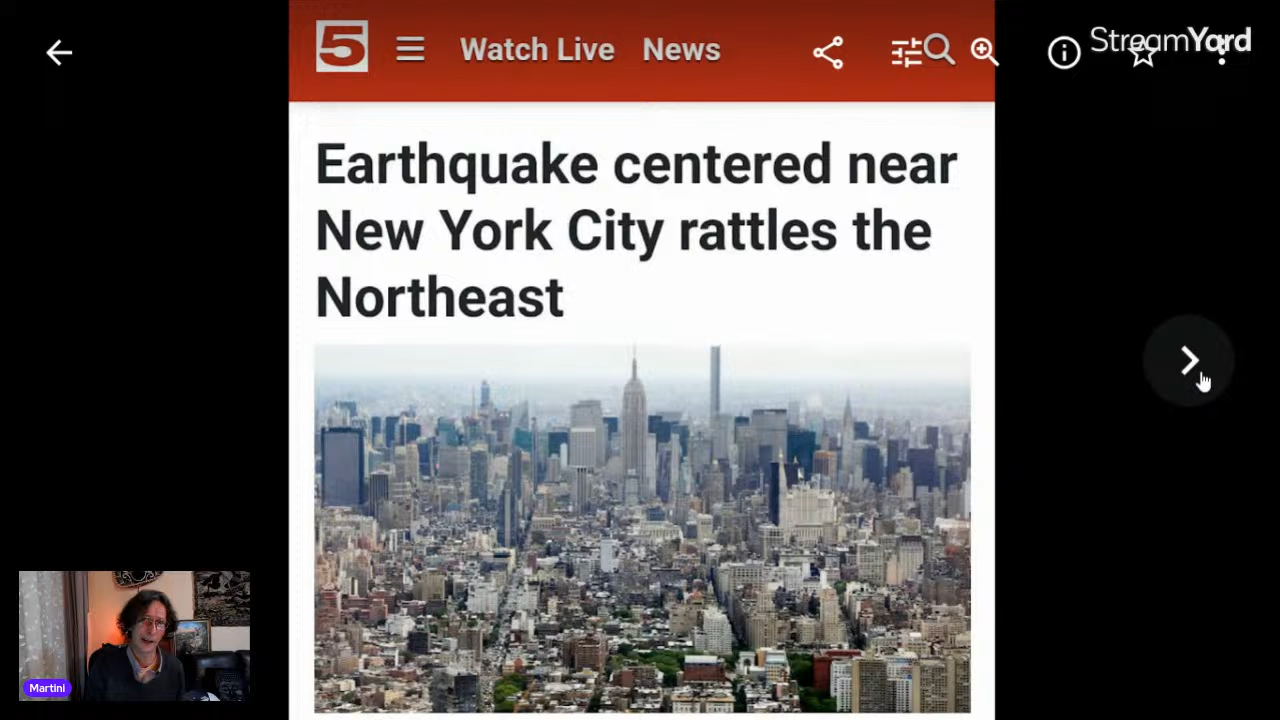 5
Watch Live News
StreamYard
Earthquake centered near
New York City rattles the
Northeast
Martini